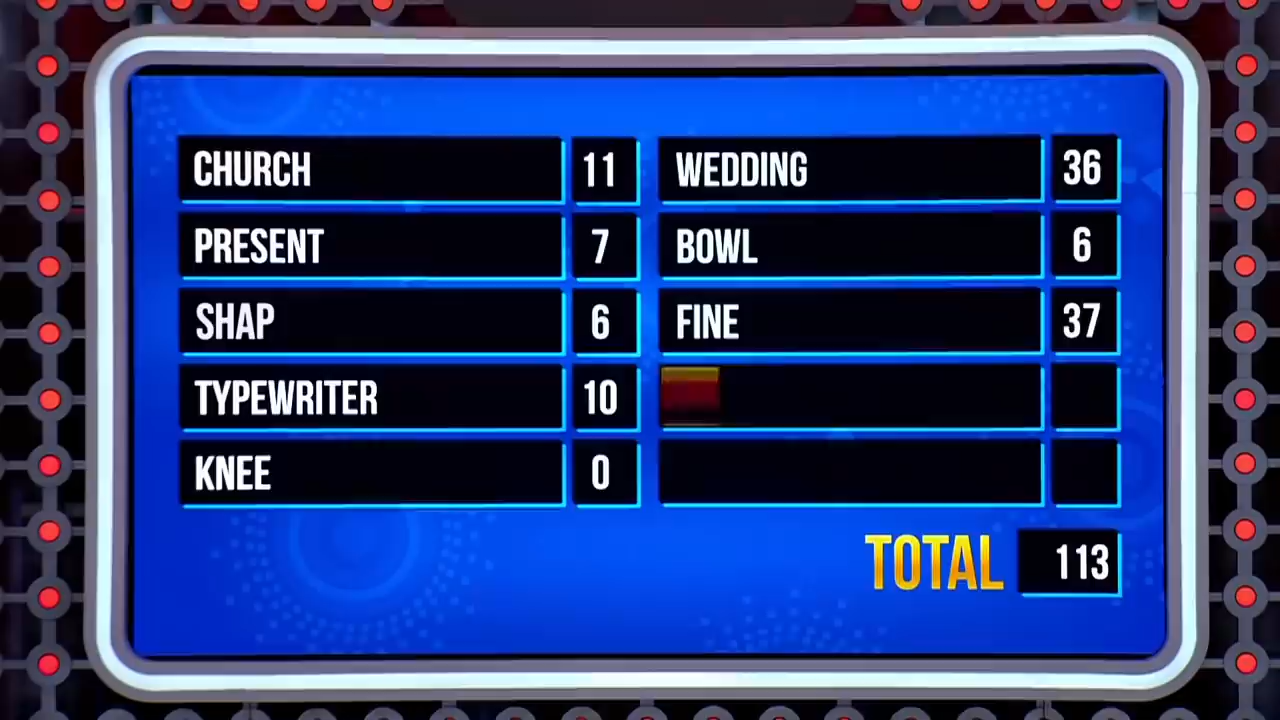 CHURCH 11
PRESENT 7
SHAP 6
TYPEWRITER 10
KNEE 0
WEDDING 36
BOWL 6
FINE 37
TOTAL 113